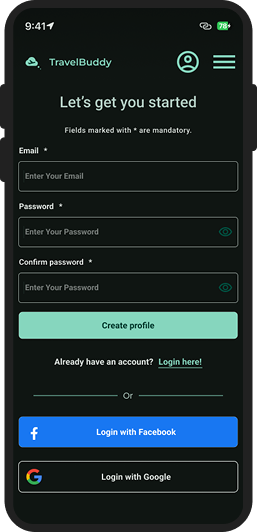 9:41
78
TravelBuddy
Let's get you started
Fields marked with * are mandatory.
Email *
Enter Your Email
Password *
Enter Your Password
Confirm password *
Enter Your Password
Create profile
Already have an account? Login here!
Or
Login with Facebook
Login with Google